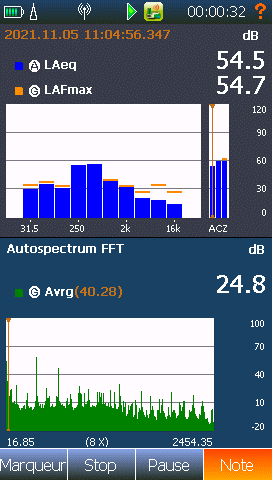 00:00:32 ?
2021.11.05 11:04:56.347 dB
A LAeq 54.5
G LAFmax 54.7
120
90
60
30
0
31.5 250 2k 16k ACZ
Autospectrum FFT dB
G Avrg(40.28) 24.8
100
70
40
10
-20
16.85 (8 X) 2454.35
Marqueur Stop Pause Note